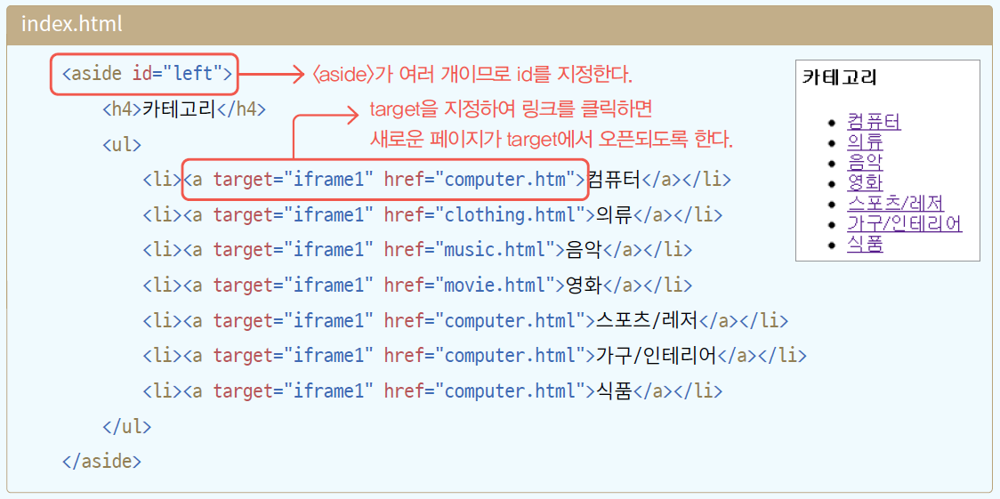 index.html
<aside id="left">
〈aside〉가 여러 개이므로 id를 지정한다.
<h4>카테고리</h4>
target을 지정하여 링크를 클릭하면
새로운 페이지가 target에서 오픈되도록 한다.
<ul>
<li><a target="iframe1" href="computer.htm">컴퓨터</a></li>
<li><a target="iframe1" href="clothing.html">의류</a></li>
<li><a target="iframe1" href="music.html">음악</a></li>
<li><a target="iframe1" href="movie.html">영화</a></li>
<li><a target="iframe1" href="computer.html">스포츠/레저</a></li>
<li><a target="iframe1" href="computer.html">가구/인테리어</a></li>
<li><a target="iframe1" href="computer.html">식품</a></li>
</ul>
</aside>
카테고리
컴퓨터
의류
음악
영화
스포츠/레저
가구/인테리어
식품